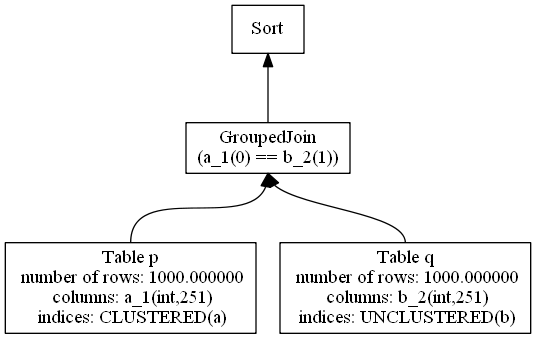 Sort
GroupedJoin
(a_1(0) == b_2(1))
Table p
number of rows: 1000.000000
columns: a_1(int,251)
indices: CLUSTERED(a)
Table q
number of rows: 1000.000000
columns: b_2(int,251)
indices: UNCLUSTERED(b)